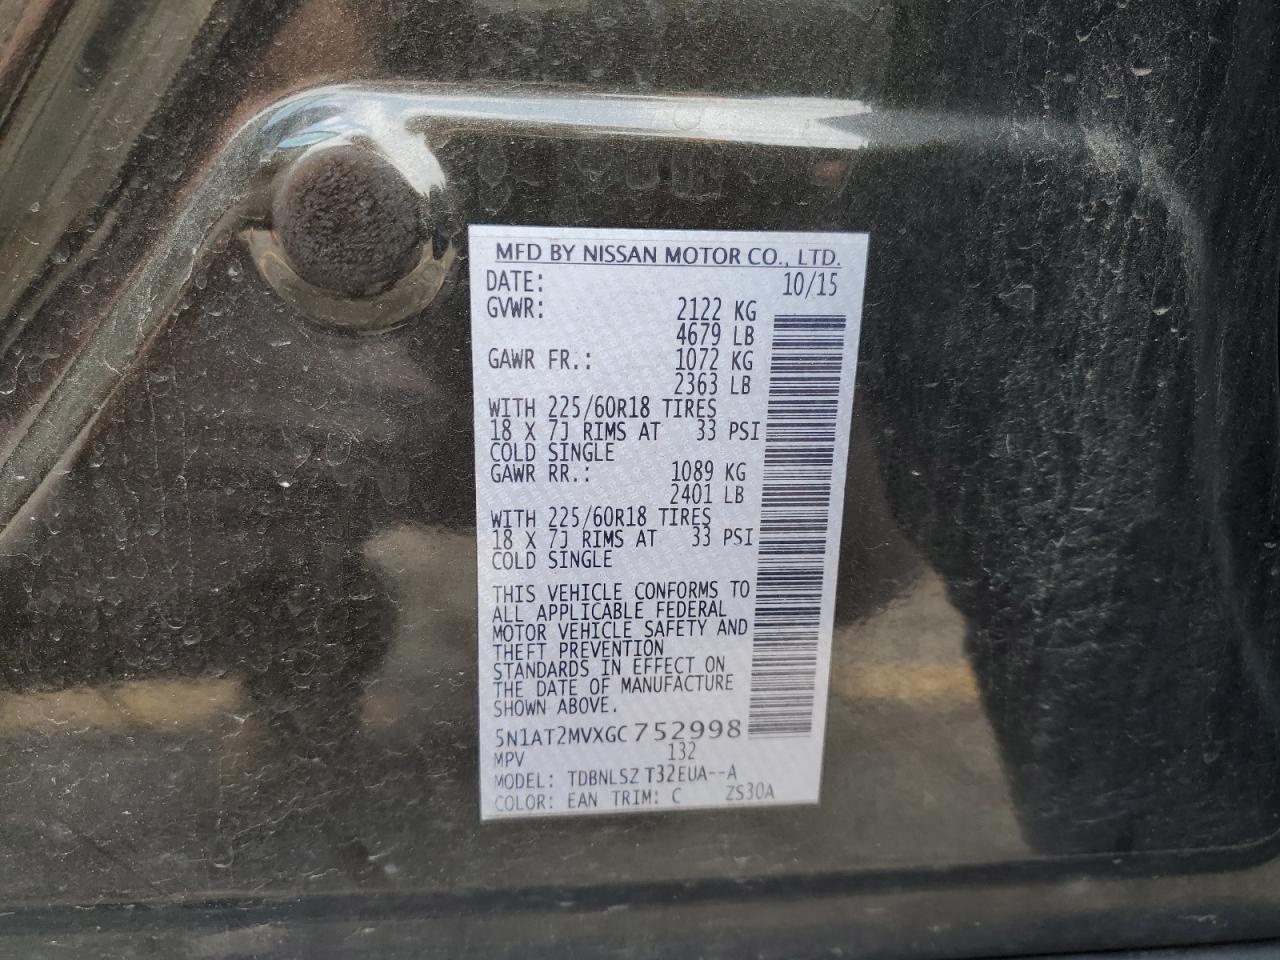 MFD BY NISSAN MOTOR CO., LTD.
DATE: 10/15
GVWR: 2122 KG
4679 LB
GAWR FR.: 1072 KG
2363 LB
WITH 225/60R18 TIRES
18 X 7J RIMS AT 33 PSI
COLD SINGLE
GAWR RR.: 1089 KG
2401 LB
WITH 225/60R18 TIRES
18 X 7J RIMS AT 33 PSI
COLD SINGLE
THIS VEHICLE CONFORMS TO
ALL APPLICABLE FEDERAL
MOTOR VEHICLE SAFETY AND
THEFT PREVENTION
STANDARDS IN EFFECT ON
THE DATE OF MANUFACTURE
SHOWN ABOVE.
5N1AT2MVXGC752998
MPV 132
MODEL: TDBNLSZ T32EUA--A
COLOR: EAN TRIM: C ZS30A